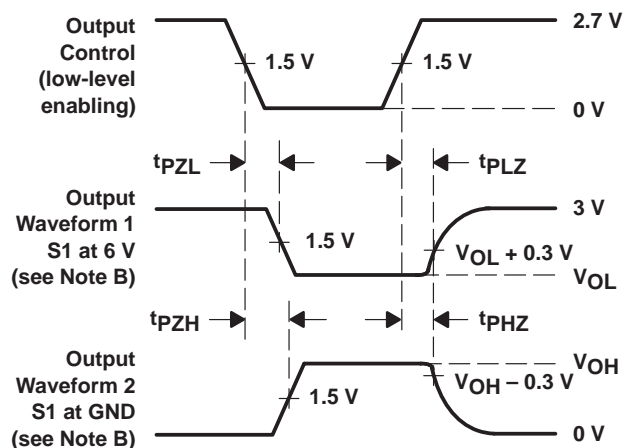 Output
Control
(low-level
enabling)
1.5 V
1.5 V
2.7 V
0 V
tPZL
tPLZ
Output
Waveform 1
S1 at 6 V
(see Note B)
1.5 V
3 V
VOL + 0.3 V
VOL
tPZH
tPHZ
Output
Waveform 2
S1 at GND
(see Note B)
1.5 V
VOH
VOH – 0.3 V
0 V